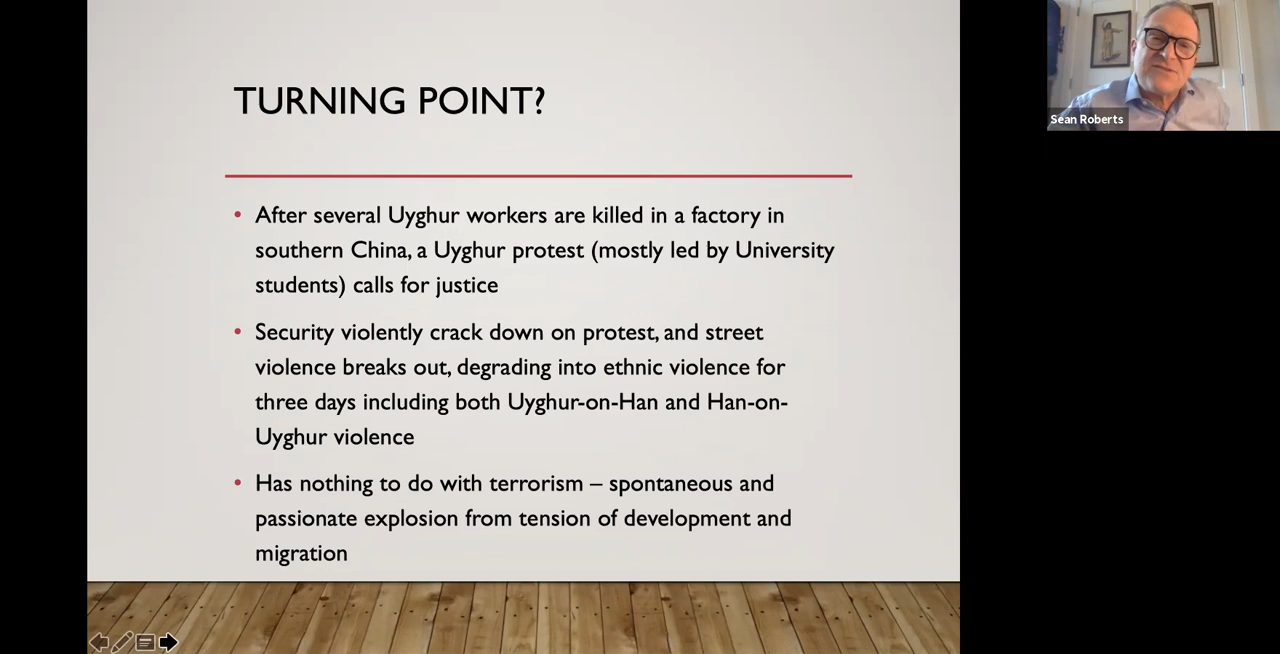 TURNING POINT?
• After several Uyghur workers are killed in a factory in
southern China, a Uyghur protest (mostly led by University
students) calls for justice
• Security violently crack down on protest, and street
violence breaks out, degrading into ethnic violence for
three days including both Uyghur-on-Han and Han-on-
Uyghur violence
• Has nothing to do with terrorism – spontaneous and
passionate explosion from tension of development and
migration
Sean Roberts